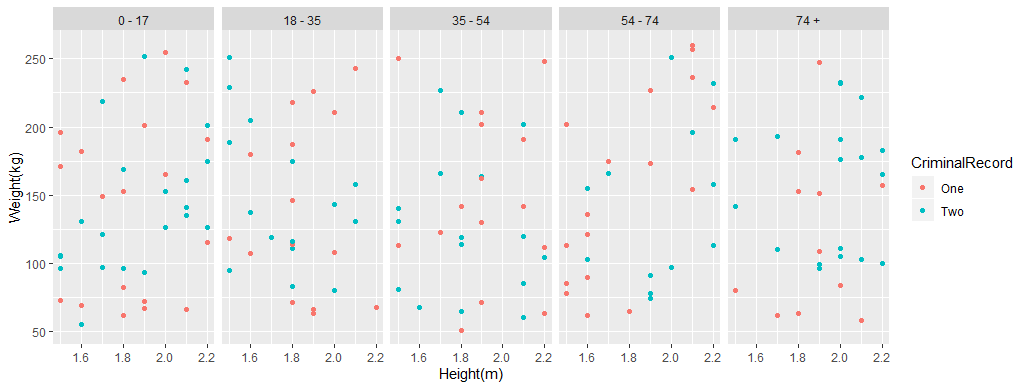 0 - 17
18 - 35
35 - 54
54 - 74
74 +
250
200
150
100
50
Weight(kg)
1.6 1.8 2.0 2.2
1.6 1.8 2.0 2.2
1.6 1.8 2.0 2.2
1.6 1.8 2.0 2.2
1.6 1.8 2.0 2.2
Height(m)
CriminalRecord
One
Two